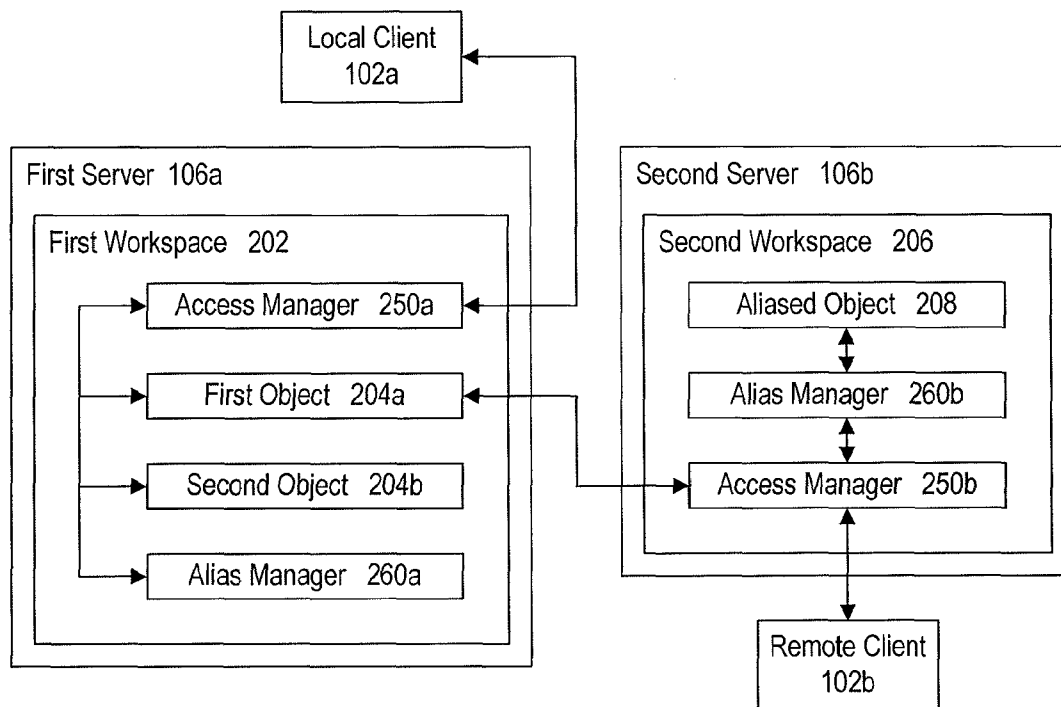 Local Client
102a
First Server 106a
First Workspace 202
Access Manager 250a
First Object 204a
Second Object 204b
Alias Manager 260a
Second Server 106b
Second Workspace 206
Aliased Object 208
Alias Manager 260b
Access Manager 250b
Remote Client
102b